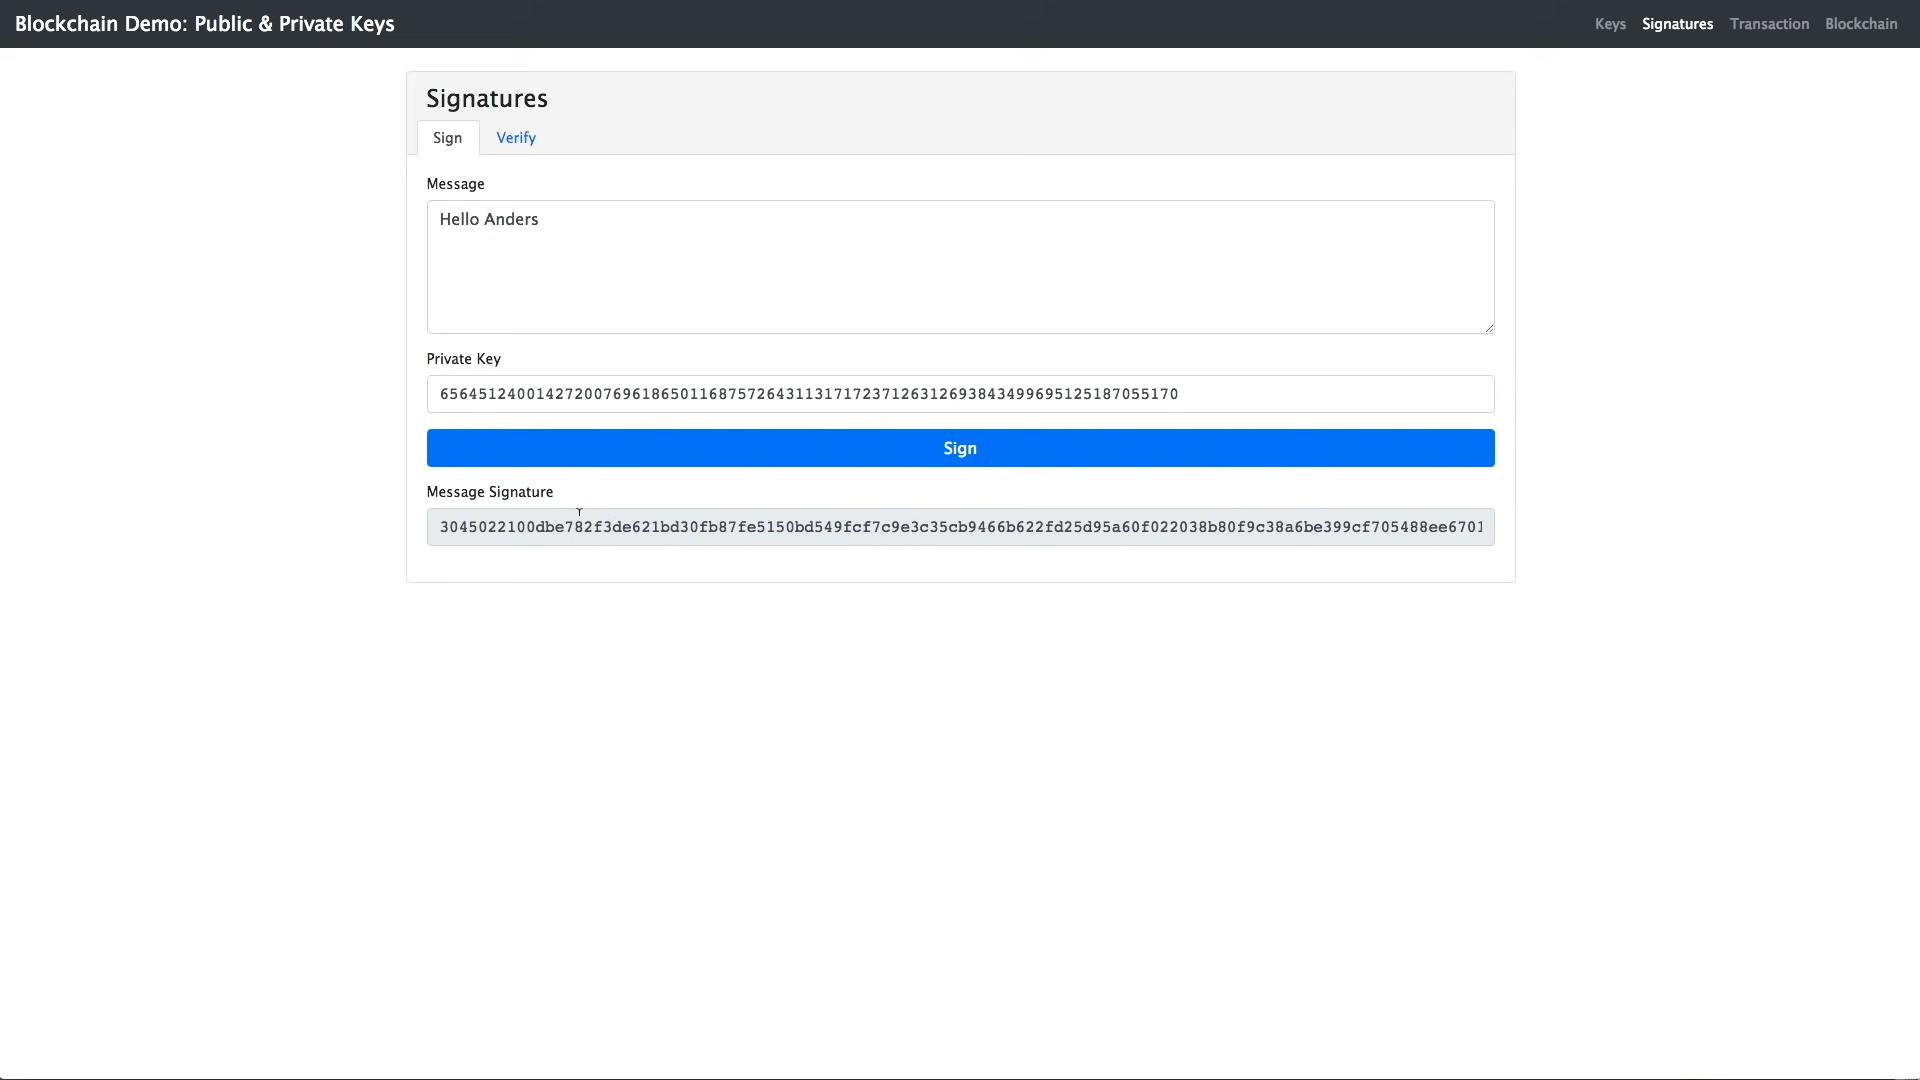 Blockchain Demo: Public & Private Keys
Keys Signatures Transaction Blockchain
Signatures
Sign Verify
Message
Hello Anders
Private Key
65645124001427200769618650116875726431131717237126312693843499695125187055170
Sign
Message Signature
3045022100dbe782f3de621bd30fb87fe5150bd549fcf7c9e3c35cb9466b622fd25d95a60f022038b80f9c38a6be399cf705488ee6701